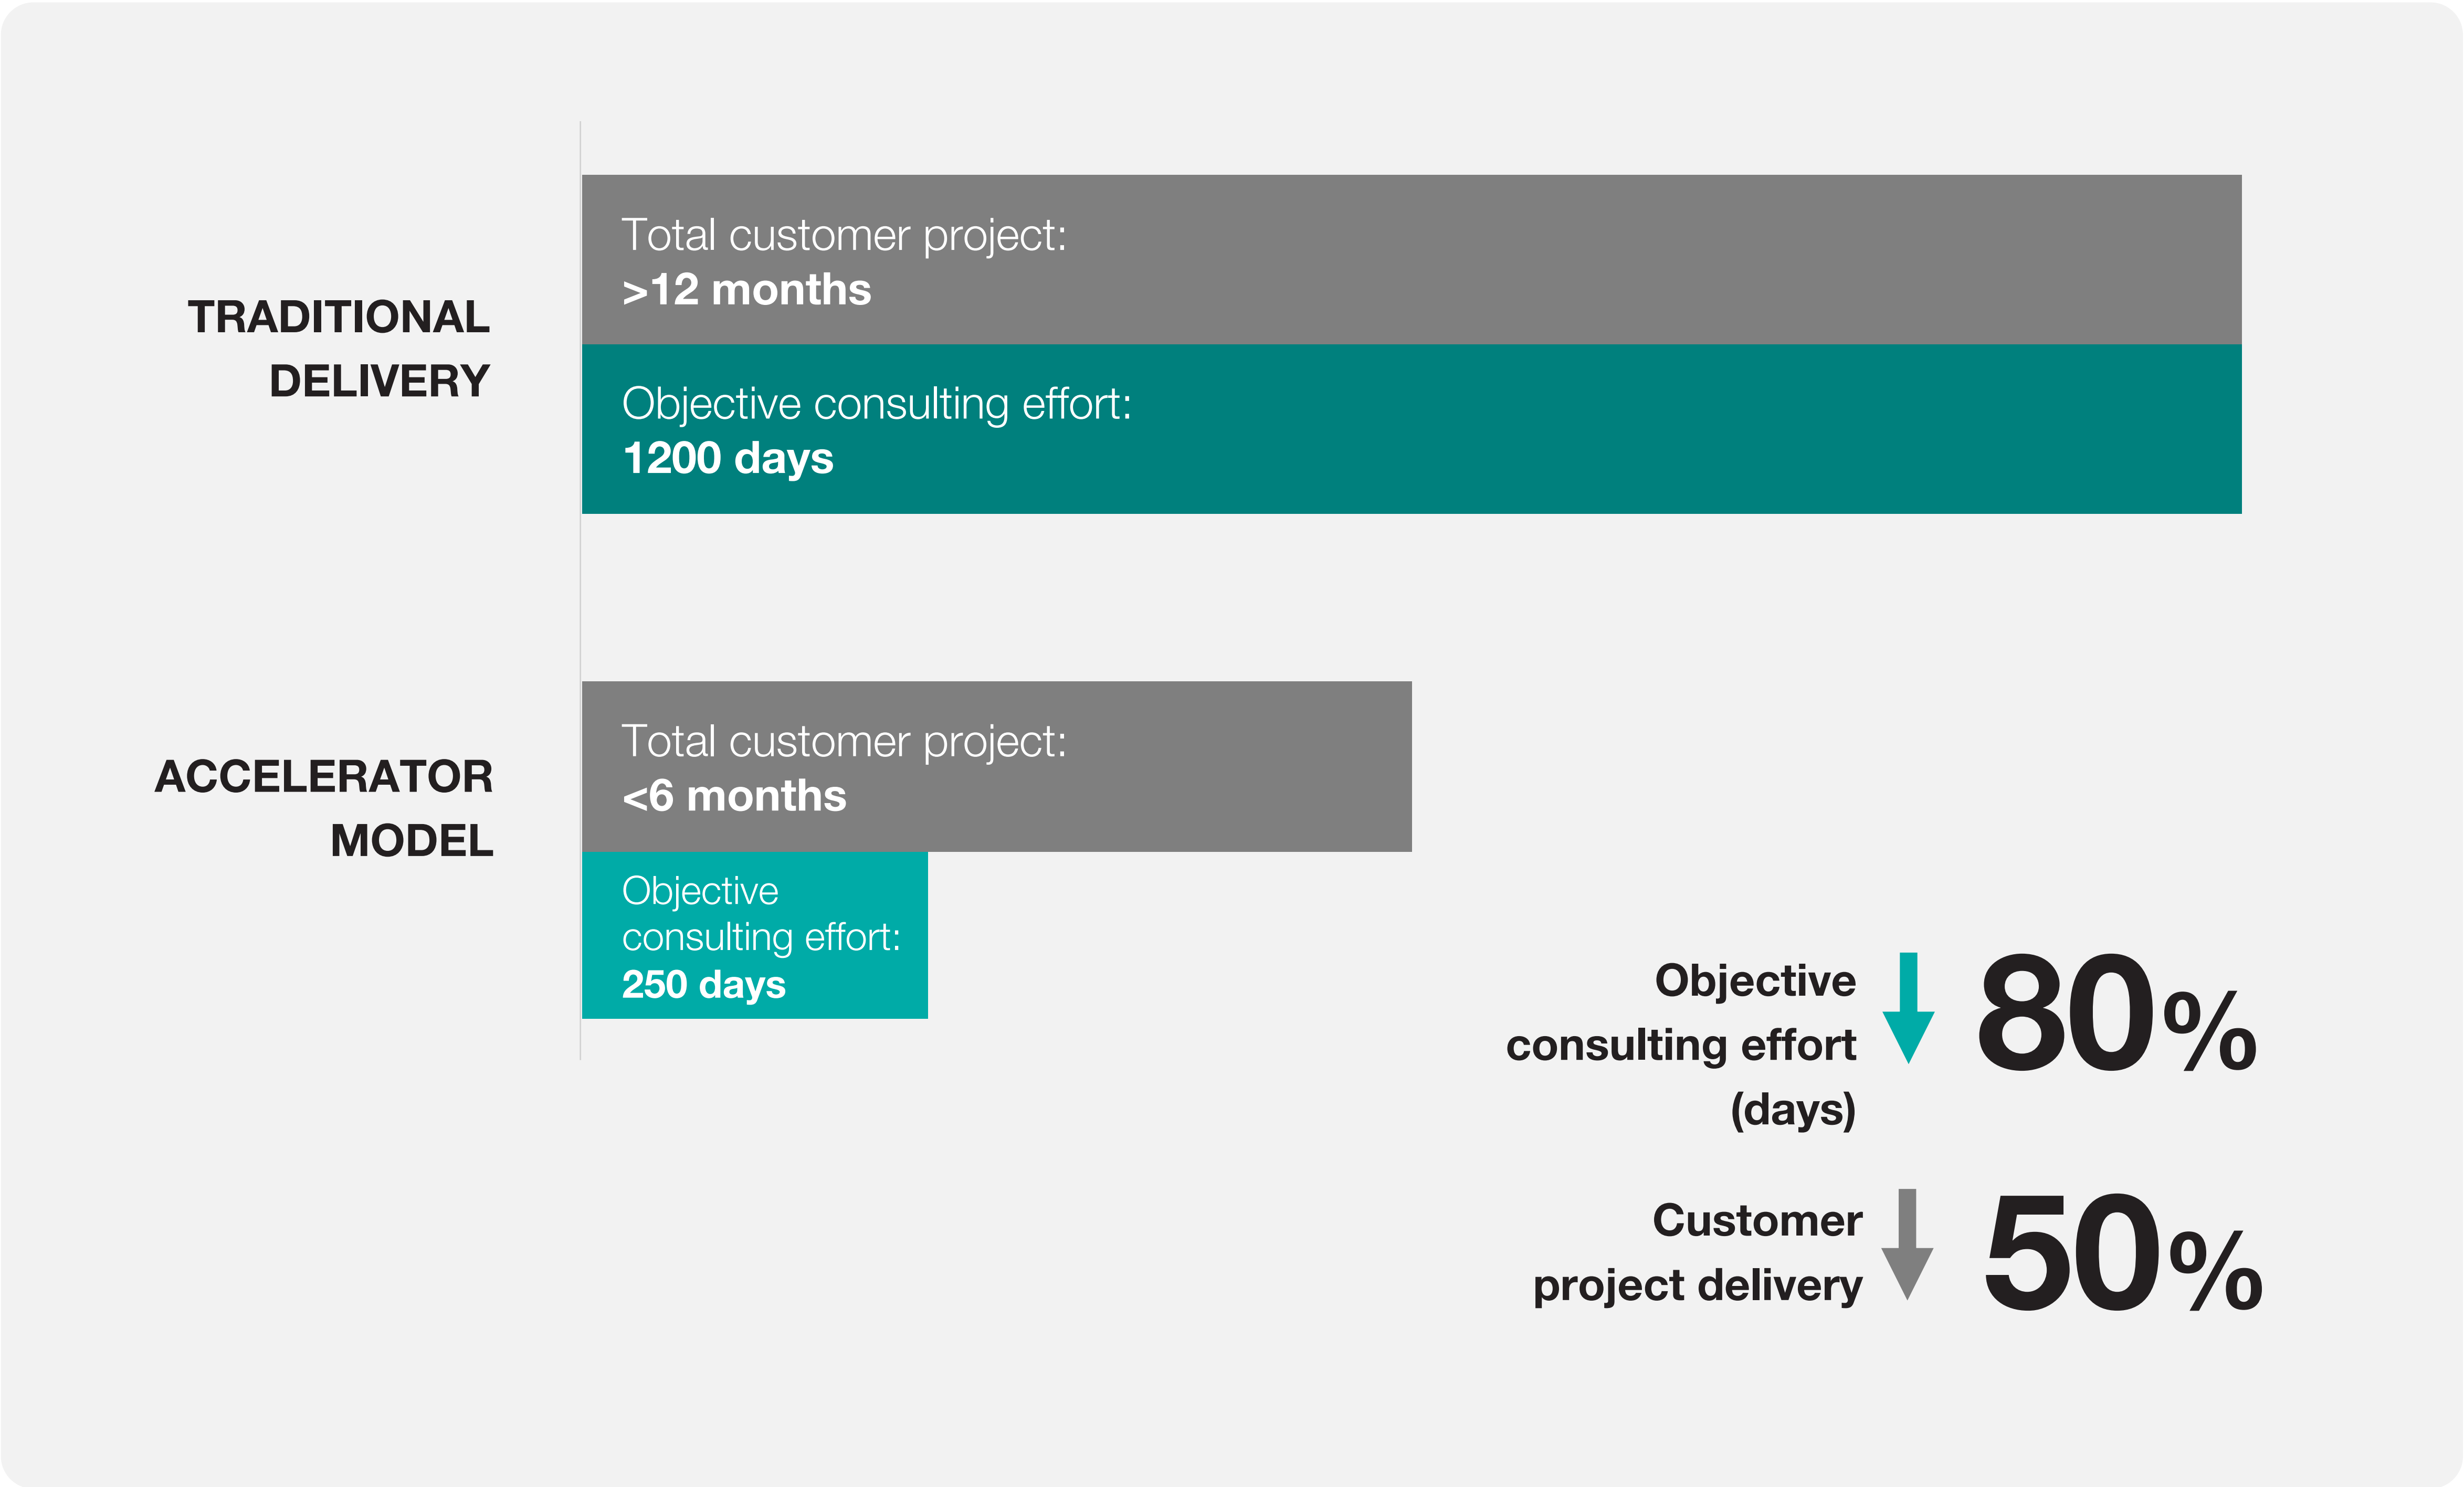 TRADITIONAL
DELIVERY
Total customer project:
>12 months
Objective consulting effort:
1200 days
ACCELERATOR
MODEL
Total customer project:
<6 months
Objective
consulting effort:
250 days
Objective
consulting effort
(days)
80%
Customer
project delivery
50%